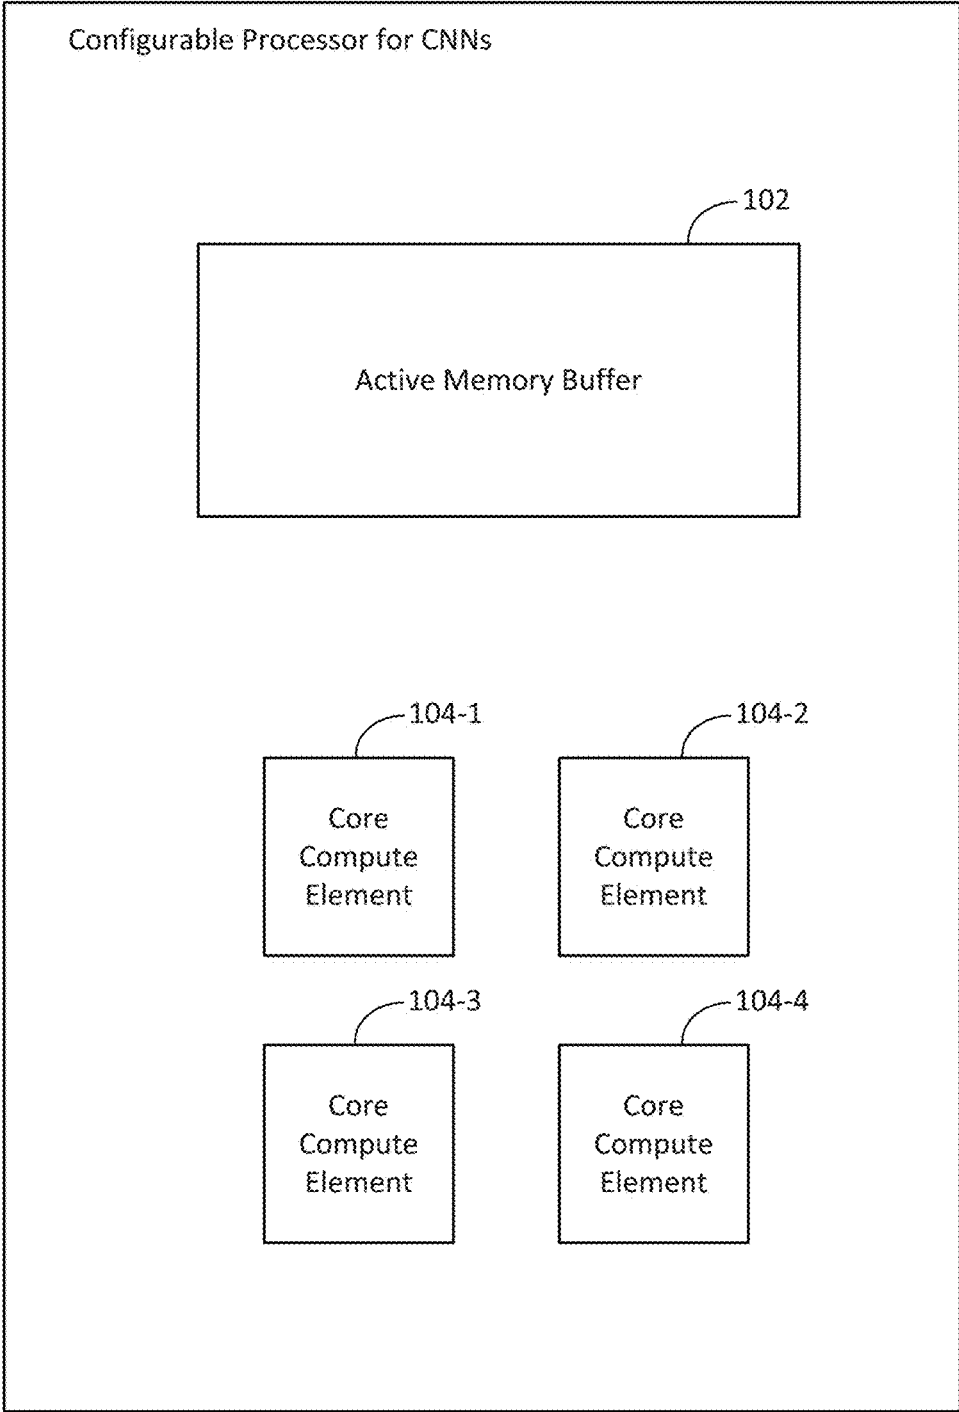 Configurable Processor for CNNs
102
Active Memory Buffer
104-1
104-2
Core
Compute
Element
Core
Compute
Element
104-3
104-4
Core
Compute
Element
Core
Compute
Element